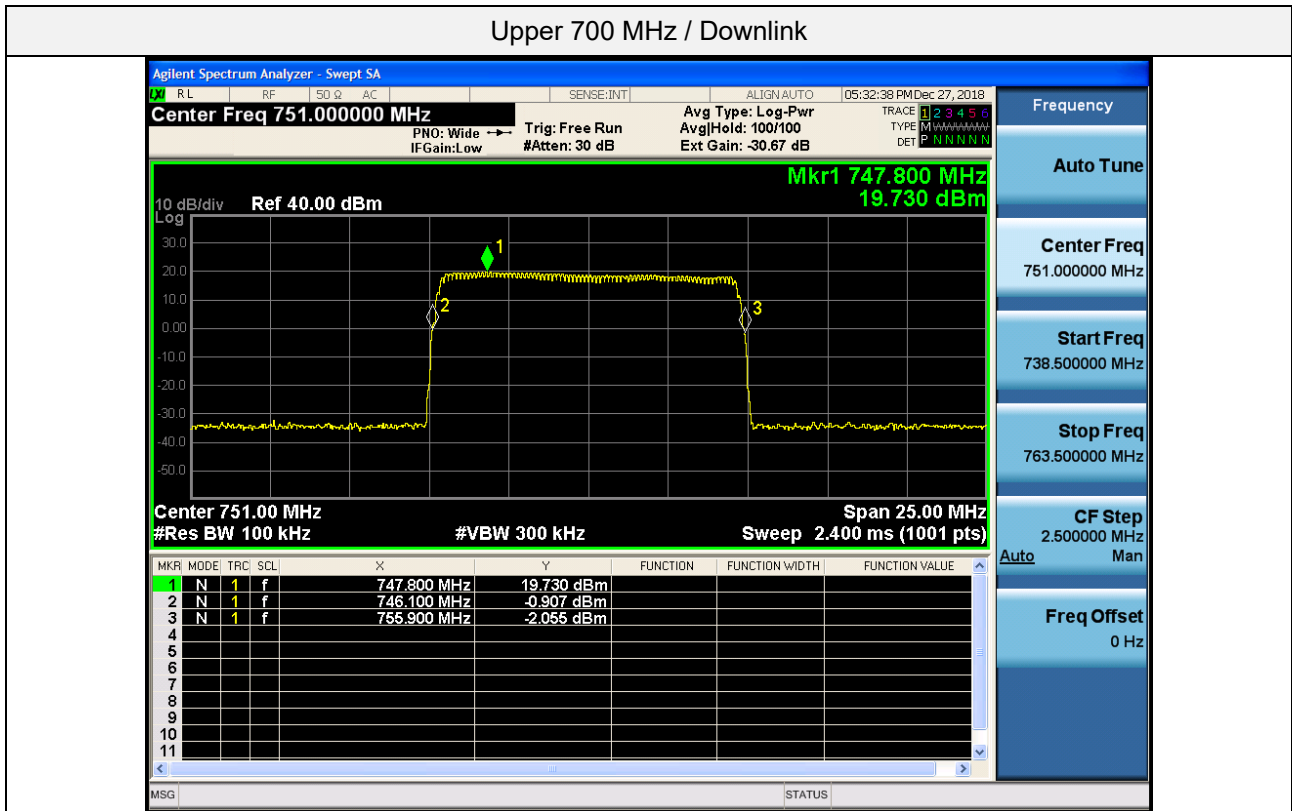 Upper 700 MHz / Downlink
Agilent Spectrum Analyzer - Swept SA
LXI RL RF 50 Ω AC SENSE:INT ALIGN AUTO 05:32:38 PM Dec 27, 2018
Center Freq 751.000000 MHz
PNO: Wide
IFGain:Low
Trig: Free Run
#Atten: 30 dB
Avg Type: Log-Pwr
Avg|Hold: 100/100
Ext Gain: -30.67 dB
TRACE 1 2 3 4 5 6
TYPE M WWWWW
DET P N N N N N
Mkr1 747.800 MHz
19.730 dBm
10 dB/div Ref 40.00 dBm
Log
30.0
20.0
10.0
0.00
-10.0
-20.0
-30.0
-40.0
-50.0
1
2
3
Center 751.00 MHz Span 25.00 MHz
#Res BW 100 kHz #VBW 300 kHz Sweep 2.400 ms (1001 pts)
MKR MODE TRC SCL X Y FUNCTION FUNCTION WIDTH FUNCTION VALUE
1 N 1 f 747.800 MHz 19.730 dBm
2 N 1 f 746.100 MHz -0.907 dBm
3 N 1 f 755.900 MHz -2.055 dBm
4
5
6
7
8
9
10
11
MSG STATUS
Frequency
Auto Tune
Center Freq
751.000000 MHz
Start Freq
738.500000 MHz
Stop Freq
763.500000 MHz
CF Step
2.500000 MHz
Auto Man
Freq Offset
0 Hz